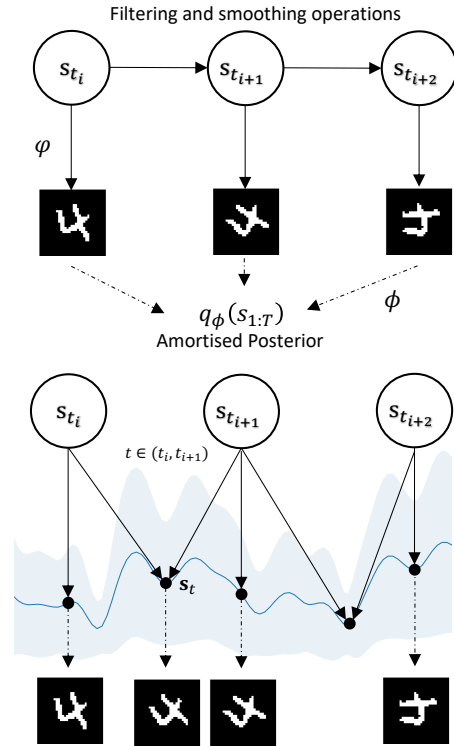 Filtering and smoothing operations
s_{t_i} s_{t_{i+1}} s_{t_{i+2}}
φ
ϕ
q_ϕ(s_{1:T})
Amortised Posterior
s_{t_i} s_{t_{i+1}} s_{t_{i+2}}
t ∈ (t_i, t_{i+1})
s_t